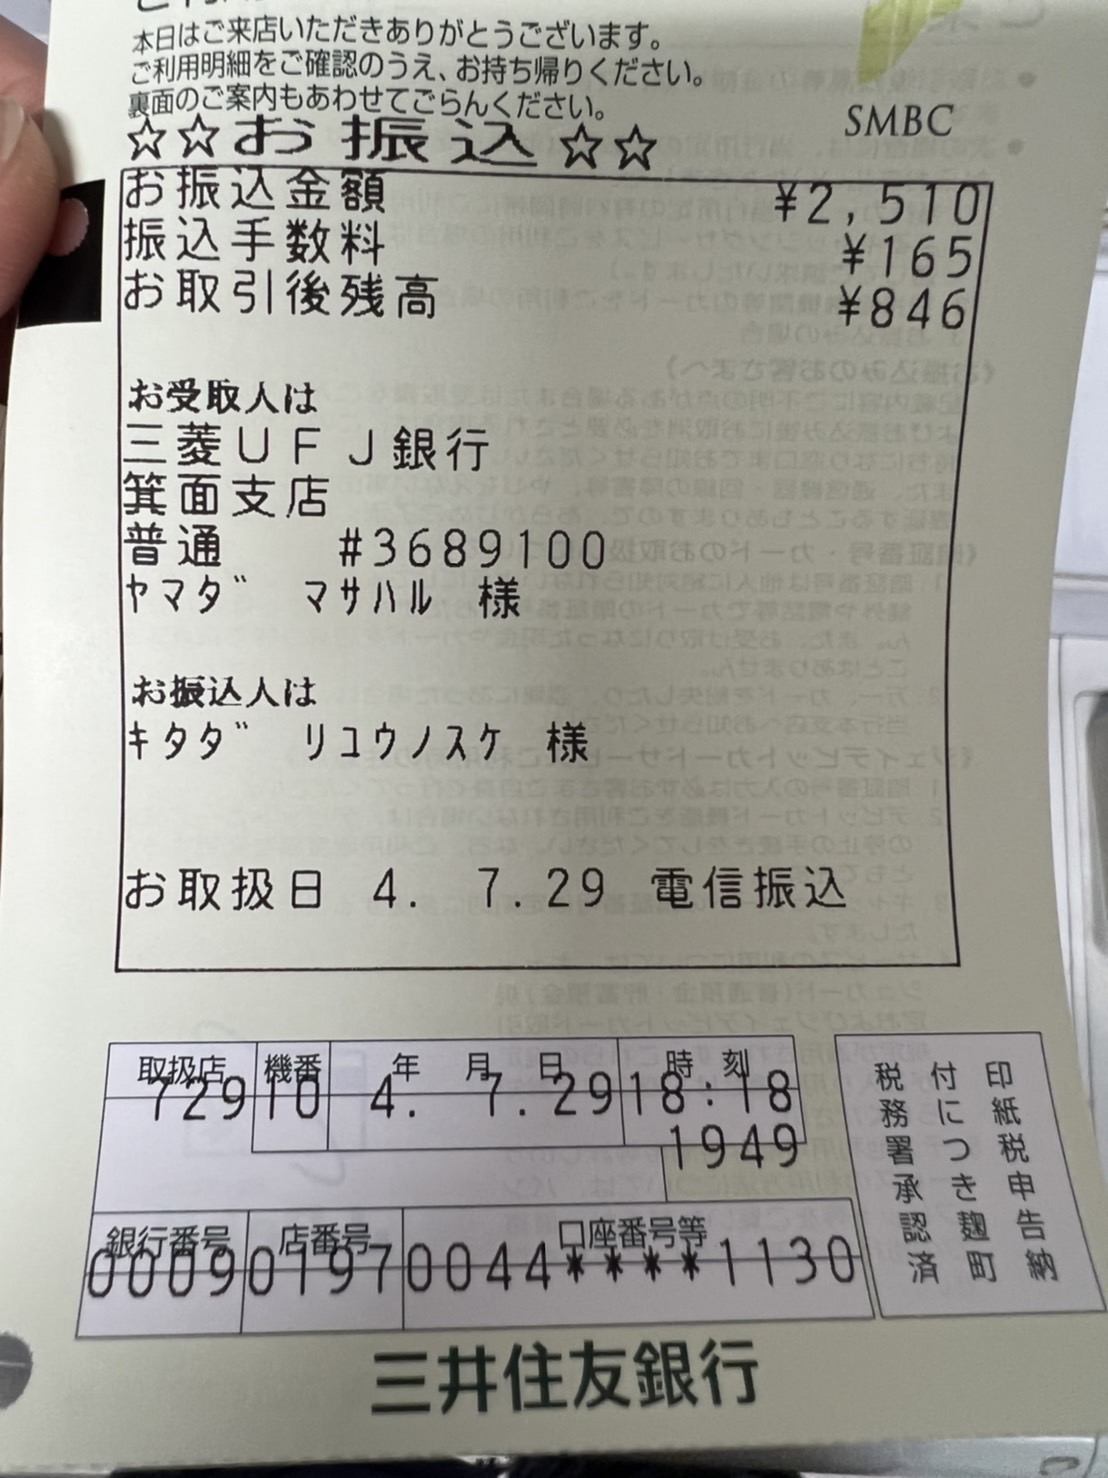 本日はご来店いただきありがとうございます。
ご利用明細をご確認のうえ、お持ち帰りください。
裏面のご案内もあわせてごらんください。
SMBC
☆☆お振込☆☆
お振込金額 ¥2,510
振込手数料 ¥165
お取引後残高 ¥846
お受取人は
三菱UFJ銀行
箕面支店
普通 #3689100
ヤマダ マサハル 様
お振込人は
キタダ リユウノスケ 様
お取扱日 4. 7.29 電信振込
取扱店 機番 年 月 日 時刻
729 10 4. 7.29 18:18
1949
銀行番号 店番号 口座番号等
0009 0197 0044****1130
印紙税申告納
付につき麹町
税務署承認済
三井住友銀行